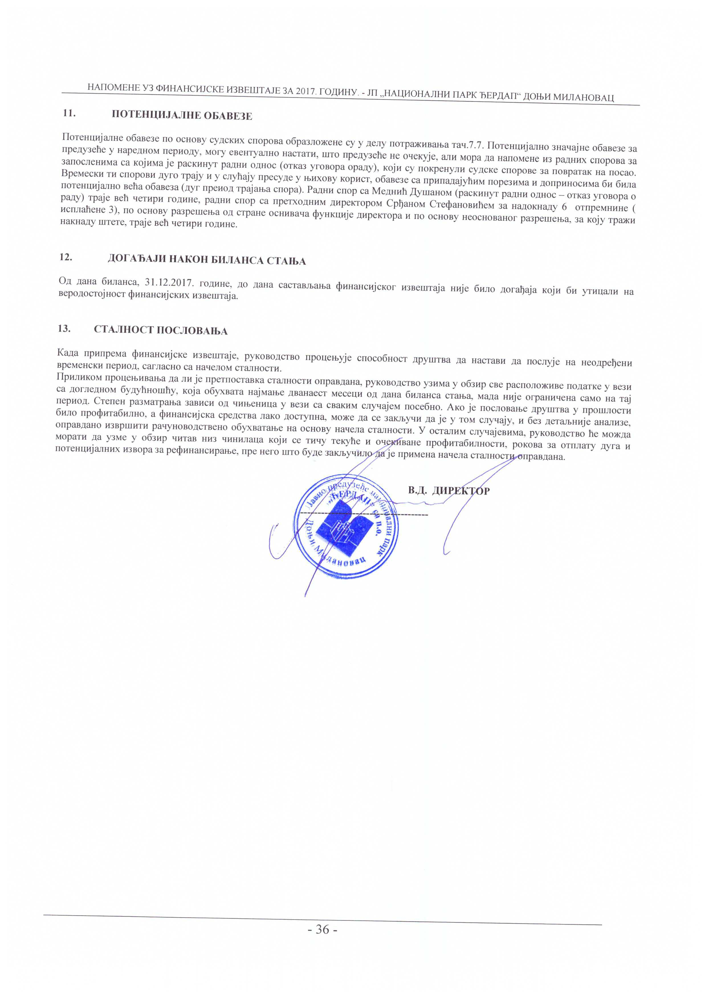 НАПОМЕНЕ УЗ ФИНАНСИЈСКЕ ИЗВЕШТАЈЕ ЗА 2017. ГОДИНУ. - ЈП „НАЦИОНАЛНИ ПАРК ЂЕРДАП“ ДОЊИ МИЛАНОВАЦ
11. ПОТЕНЦИЈАЛНЕ ОБАВЕЗЕ
Потенцијалне обавезе по основу судских спорова образложене су у делу потраживања тач.7.7. Потенцијално значајне обавезе за
предузеће у наредном периоду, могу евентуално настати, што предузеће не очекује, али мора да напомене из радних спорова за
запосленима са којима је раскинут радни однос (отказ уговора ораду), који су покренули судске спорове за повратак на посао.
Времески ти спорови дуго трају и у слућају пресуде у њихову корист, обавезе са припадајућим порезима и доприносима би била
потенцијално већа обавеза (дуг преиод трајања спора). Радни спор са Меднић Душаном (раскинут радни однос – отказ уговора о
раду) траје већ четири године, радни спор са претходним директором Срђаном Стефановићем за надокнаду 6 отпремнине (
исплаћене 3), по основу разрешења од стране оснивача функције директора и по основу неоснованог разрешења, за коју тражи
накнаду штете, траје већ четири године.
12. ДОГАЂАЈИ НАКОН БИЛАНСА СТАЊА
Од дана биланса, 31.12.2017. године, до дана састављања финансијског извештаја није било догађаја који би утицали на
веродостојност финансијских извештаја.
13. СТАЛНОСТ ПОСЛОВАЊА
Када припрема финансијске извештаје, руководство процењује способност друштва да настави да послује на неодређени
временски период, сагласно са начелом сталности.
Приликом процењивања да ли је претпоставка сталности оправдана, руководство узима у обзир све расположиве податке у вези
са догледном будућношћу, која обухвата најмање дванаест месеци од дана биланса стања, мада није ограничена само на тај
период. Степен разматрања зависи од чињеница у вези са сваким случајем посебно. Ако је пословање друштва у прошлости
било профитабилно, а финансијска средства лако доступна, може да се закључи да је у том случају, и без детаљније анализе,
оправдано извршити рачуноводствено обухватање на основу начела сталности. У осталим случајевима, руководство ће можда
морати да узме у обзир читав низ чинилаца који се тичу текуће и очекиване профитабилности, рокова за отплату дуга и
потенцијалних извора за рефинансирање, пре него што буде закључило да је примена начела сталности оправдана.
В.Д. ДИРЕКТОР
Јавно предузеће национални парк
„ЂЕРДАП“ са п.о.
Доњи Милановац
- 36 -